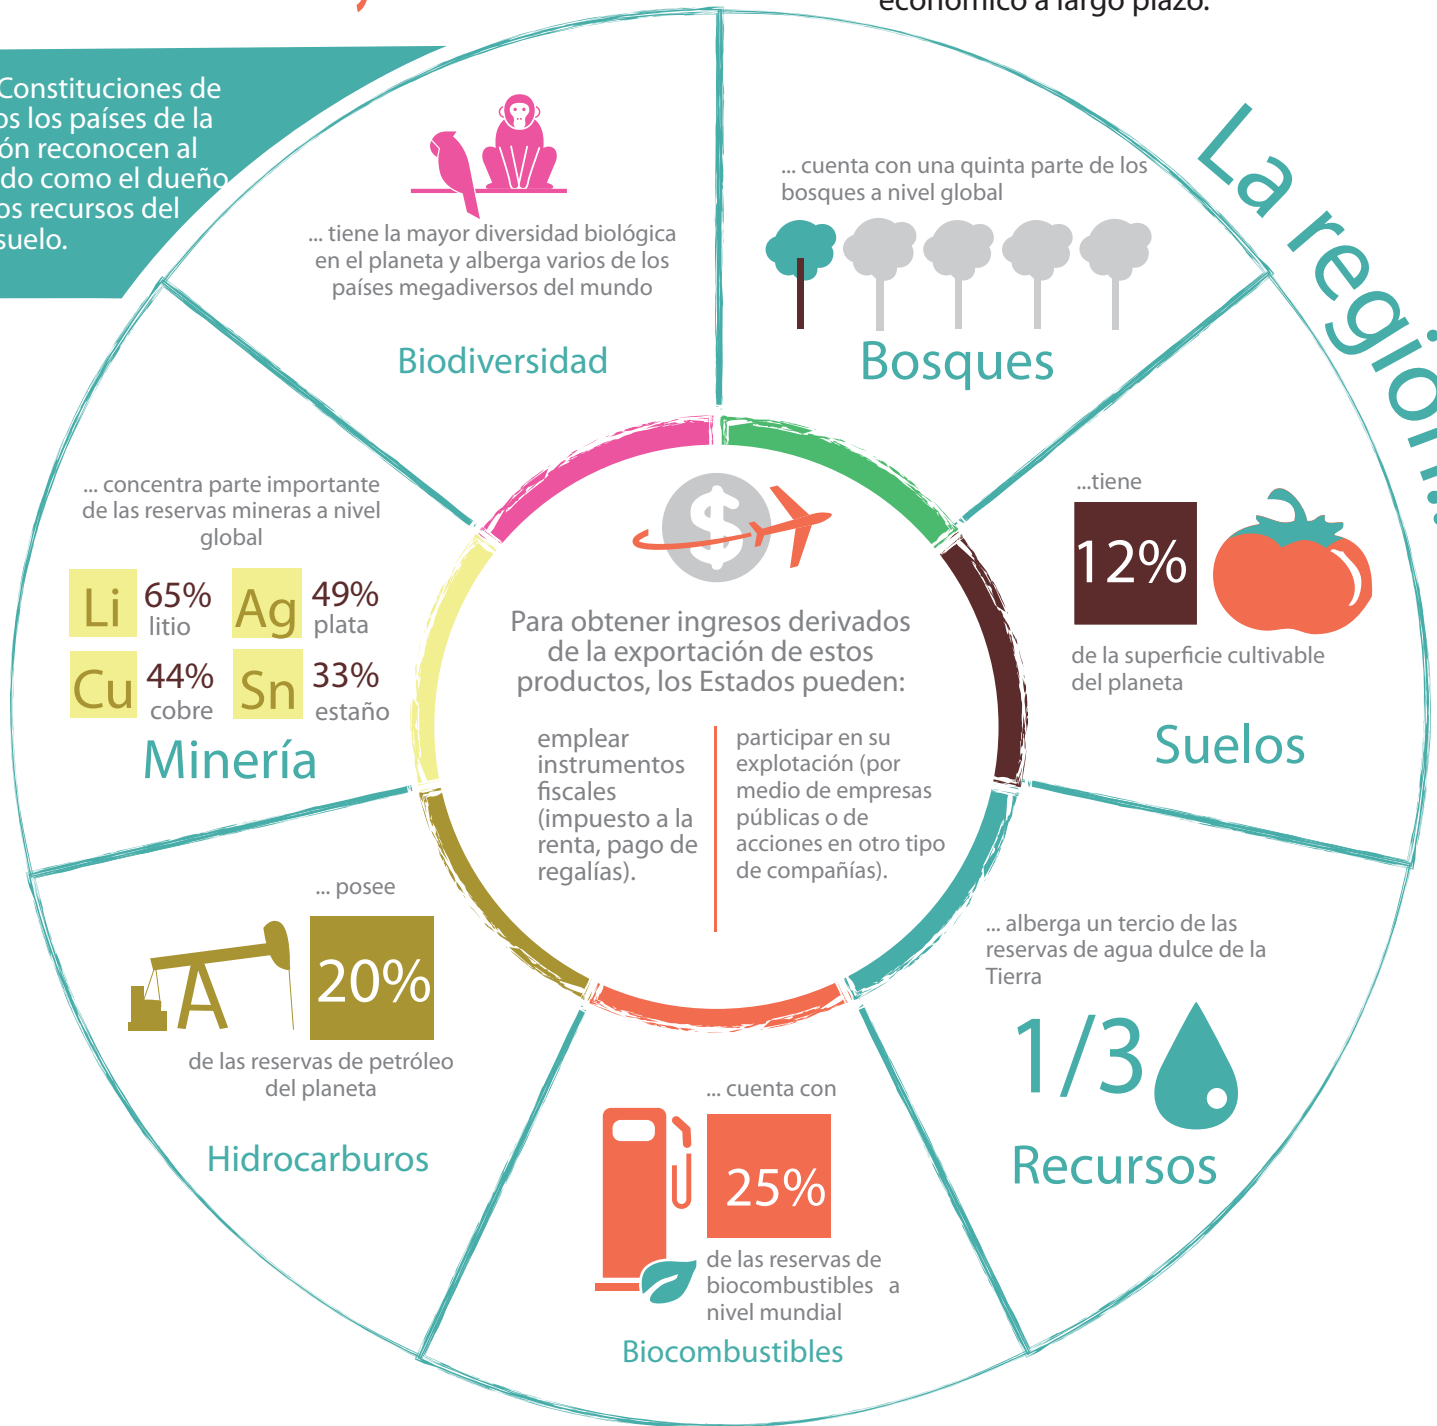 económico a largo plazo.
Constituciones de
os los países de la
ón reconocen al
do como el dueño
os recursos del
suelo.
La región...
... tiene la mayor diversidad biológica
en el planeta y alberga varios de los
países megadiversos del mundo
Biodiversidad
... cuenta con una quinta parte de los
bosques a nivel global
Bosques
...tiene
12%
de la superficie cultivable
del planeta
Suelos
... alberga un tercio de las
reservas de agua dulce de la
Tierra
1/3
Recursos
... cuenta con
25%
de las reservas de
biocombustibles a
nivel mundial
Biocombustibles
... posee
20%
de las reservas de petróleo
del planeta
Hidrocarburos
... concentra parte importante
de las reservas mineras a nivel
global
Li 65% litio
Ag 49% plata
Cu 44% cobre
Sn 33% estaño
Minería
$
Para obtener ingresos derivados
de la exportación de estos
productos, los Estados pueden:
emplear
instrumentos
fiscales
(impuesto a la
renta, pago de
regalías).
participar en su
explotación (por
medio de empresas
públicas o de
acciones en otro tipo
de compañías).